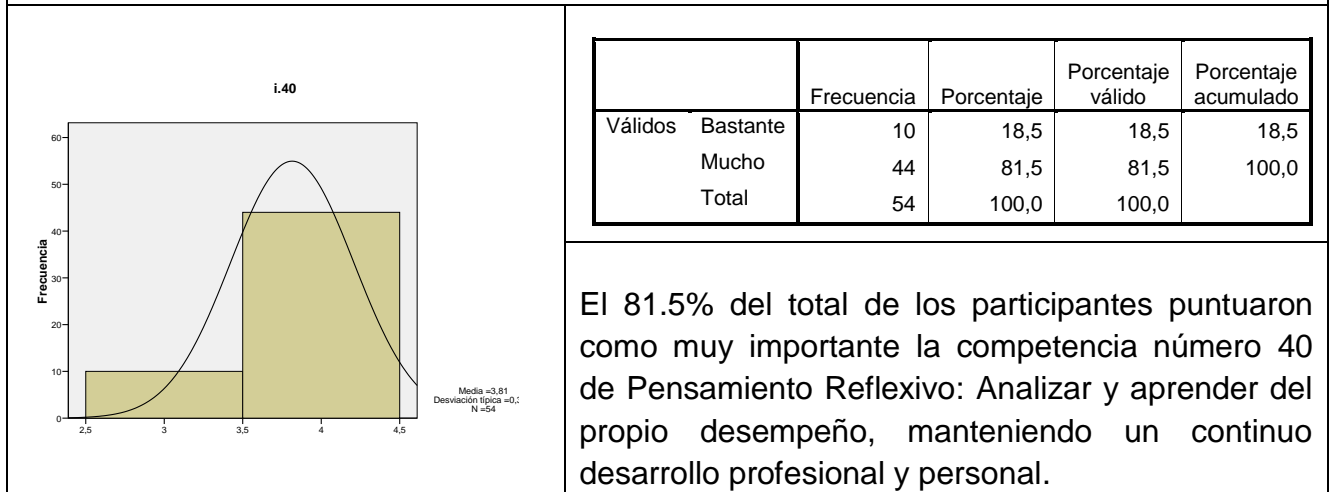 i.40
Frecuencia
60
50
40
30
20
10
0
2,5 3 3,5 4 4,5
Media =3,81
Desviación típica =0,
N =54
Frecuencia Porcentaje Porcentaje válido Porcentaje acumulado
Válidos Bastante 10 18,5 18,5 18,5
Mucho 44 81,5 81,5 100,0
Total 54 100,0 100,0
El 81.5% del total de los participantes puntuaron
como muy importante la competencia número 40
de Pensamiento Reflexivo: Analizar y aprender del
propio desempeño, manteniendo un continuo
desarrollo profesional y personal.